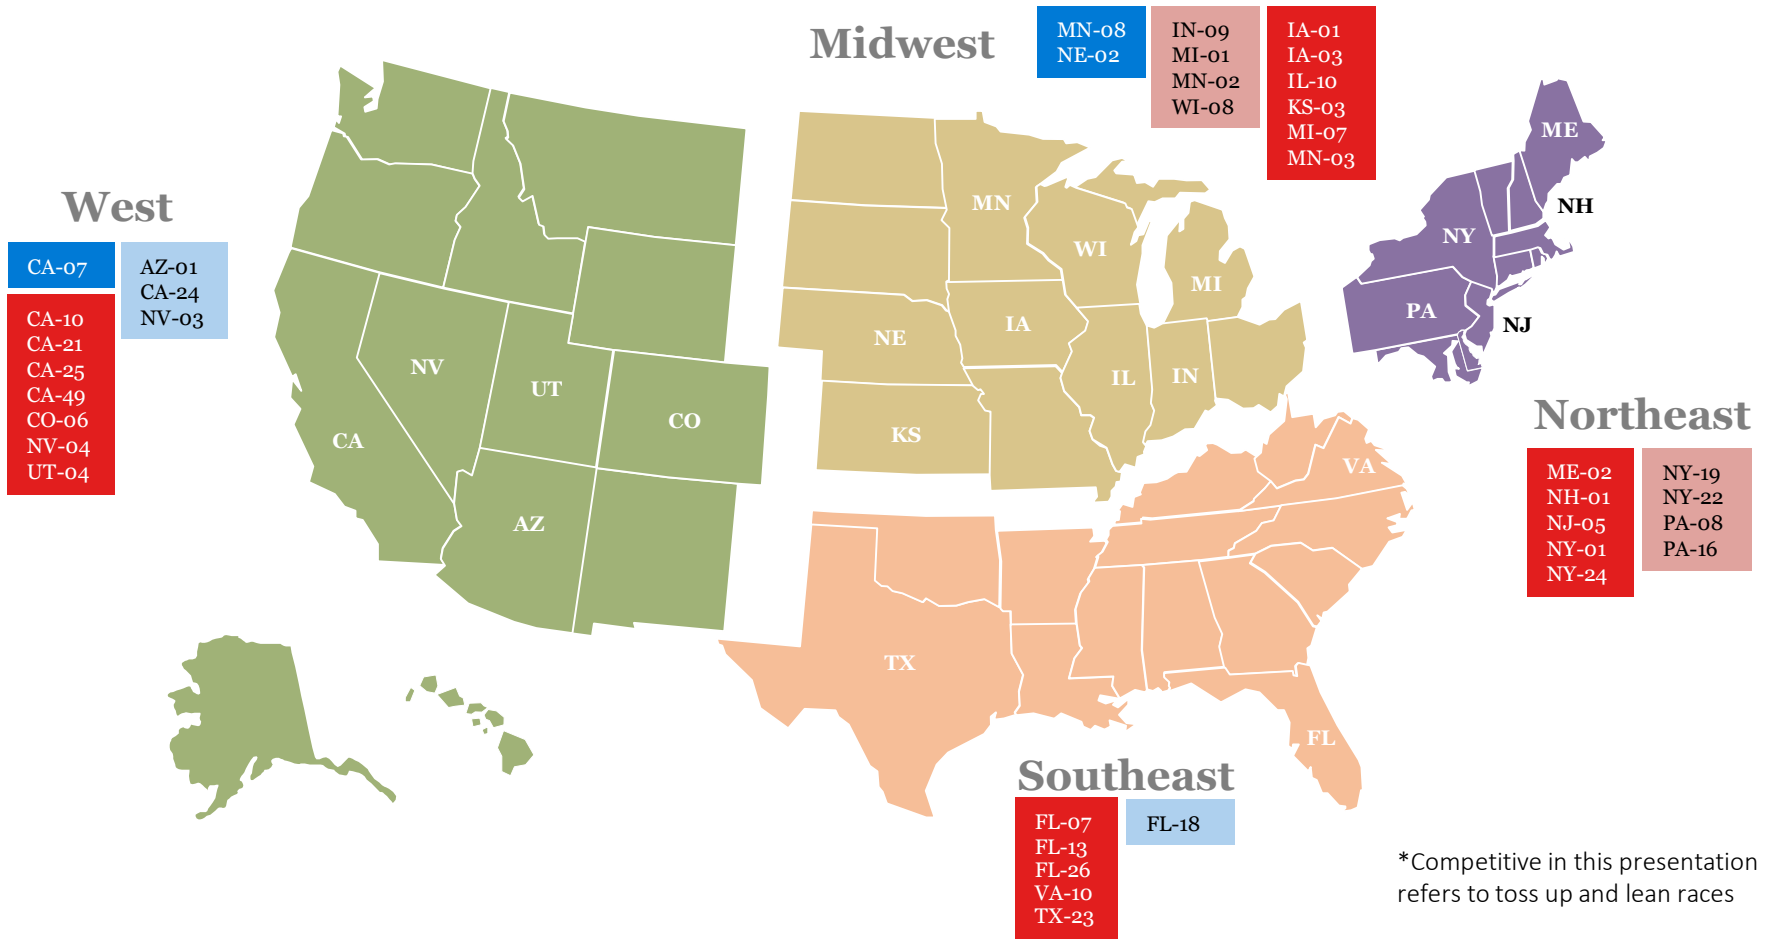 Midwest
MN-08
NE-02
IN-09
MI-01
MN-02
WI-08
IA-01
IA-03
IL-10
KS-03
MI-07
MN-03
West
CA-07
AZ-01
CA-24
NV-03
CA-10
CA-21
CA-25
CA-49
CO-06
NV-04
UT-04
ME
NH
NY
PA
NJ
MN
WI
MI
IA
NE
IL
IN
KS
NV
UT
CO
CA
AZ
VA
TX
FL
Northeast
ME-02
NH-01
NJ-05
NY-01
NY-24
NY-19
NY-22
PA-08
PA-16
Southeast
FL-07
FL-13
FL-26
VA-10
TX-23
FL-18
*Competitive in this presentation
refers to toss up and lean races